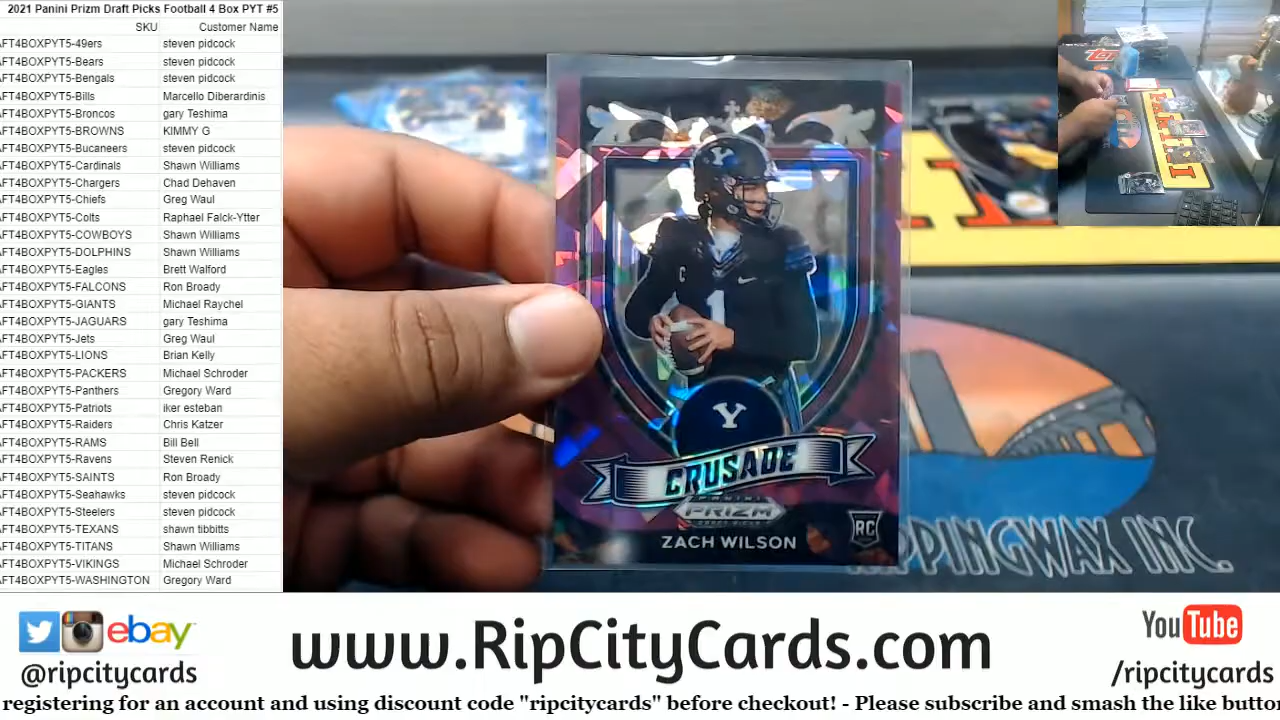 2021 Panini Prizm Draft Picks Football 4 Box PYT #5
SKU Customer Name
AFT4BOXPYT5-49ers steven pidcock
AFT4BOXPYT5-Bears steven pidcock
AFT4BOXPYT5-Bengals steven pidcock
AFT4BOXPYT5-Bills Marcello Diberardinis
AFT4BOXPYT5-Broncos gary Teshima
AFT4BOXPYT5-BROWNS KIMMY G
AFT4BOXPYT5-Bucaneers steven pidcock
AFT4BOXPYT5-Cardinals Shawn Williams
AFT4BOXPYT5-Chargers Chad Dehaven
AFT4BOXPYT5-Chiefs Greg Waul
AFT4BOXPYT5-Colts Raphael Falck-Ytter
AFT4BOXPYT5-COWBOYS Shawn Williams
AFT4BOXPYT5-DOLPHINS Shawn Williams
AFT4BOXPYT5-Eagles Brett Walford
AFT4BOXPYT5-FALCONS Ron Broady
AFT4BOXPYT5-GIANTS Michael Raychel
AFT4BOXPYT5-JAGUARS gary Teshima
AFT4BOXPYT5-Jets Greg Waul
AFT4BOXPYT5-LIONS Brian Kelly
AFT4BOXPYT5-PACKERS Michael Schroder
AFT4BOXPYT5-Panthers Gregory Ward
AFT4BOXPYT5-Patriots iker esteban
AFT4BOXPYT5-Raiders Chris Katzer
AFT4BOXPYT5-RAMS Bill Bell
AFT4BOXPYT5-Ravens Steven Renick
AFT4BOXPYT5-SAINTS Ron Broady
AFT4BOXPYT5-Seahawks steven pidcock
AFT4BOXPYT5-Steelers steven pidcock
AFT4BOXPYT5-TEXANS shawn tibbitts
AFT4BOXPYT5-TITANS Shawn Williams
AFT4BOXPYT5-VIKINGS Michael Schroder
AFT4BOXPYT5-WASHINGTON Gregory Ward
PANINI
Y
C
1
Y
CRUSADE
PANINI
PRIZM
DRAFT PICKS
RC
ZACH WILSON
RIPPINGWAX INC.
ebay
@ripcitycards
www.RipCityCards.com
YouTube
/ripcitycards
registering for an account and using discount code "ripcitycards" before checkout! - Please subscribe and smash the like butto